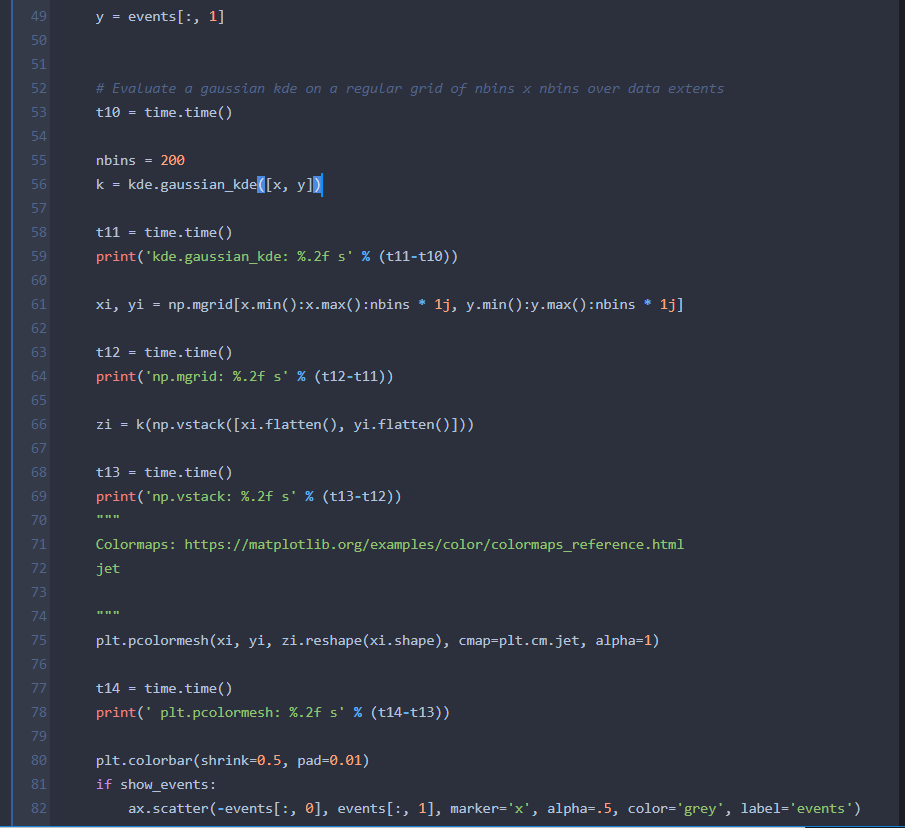 49 y = events[:, 1]
50
51
52 # Evaluate a gaussian kde on a regular grid of nbins x nbins over data extents
53 t10 = time.time()
54
55 nbins = 200
56 k = kde.gaussian_kde([x, y])
57
58 t11 = time.time()
59 print('kde.gaussian_kde: %.2f s' % (t11-t10))
60
61 xi, yi = np.mgrid[x.min():x.max():nbins * 1j, y.min():y.max():nbins * 1j]
62
63 t12 = time.time()
64 print('np.mgrid: %.2f s' % (t12-t11))
65
66 zi = k(np.vstack([xi.flatten(), yi.flatten()]))
67
68 t13 = time.time()
69 print('np.vstack: %.2f s' % (t13-t12))
70 """
71 Colormaps: https://matplotlib.org/examples/color/colormaps_reference.html
72 jet
73
74 """
75 plt.pcolormesh(xi, yi, zi.reshape(xi.shape), cmap=plt.cm.jet, alpha=1)
76
77 t14 = time.time()
78 print(' plt.pcolormesh: %.2f s' % (t14-t13))
79
80 plt.colorbar(shrink=0.5, pad=0.01)
81 if show_events:
82 ax.scatter(-events[:, 0], events[:, 1], marker='x', alpha=.5, color='grey', label='events')